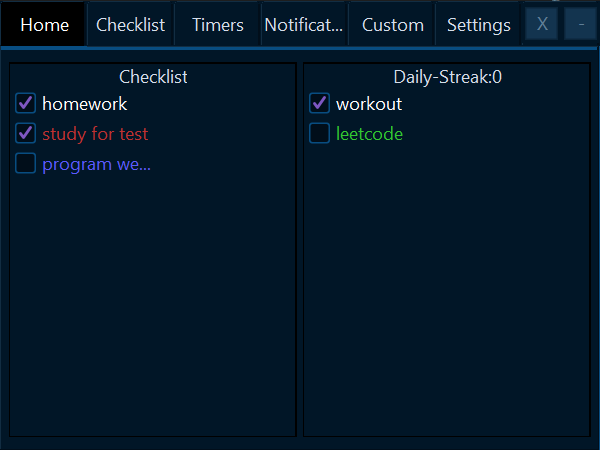 Home Checklist Timers Notificat... Custom Settings X -
Checklist
homework
study for test
program we...
Daily-Streak:0
workout
leetcode